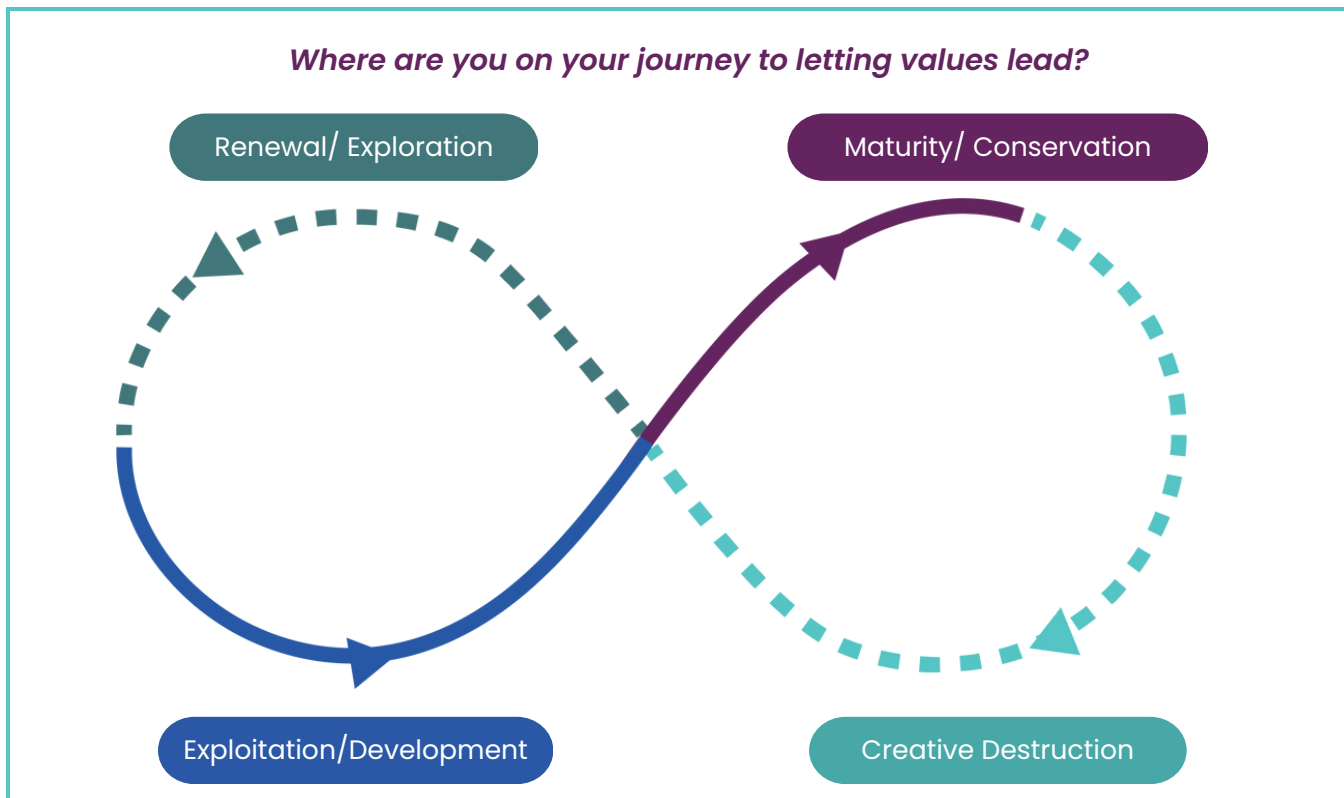 Where are you on your journey to letting values lead?
Renewal/ Exploration
Maturity/ Conservation
Exploitation/Development
Creative Destruction